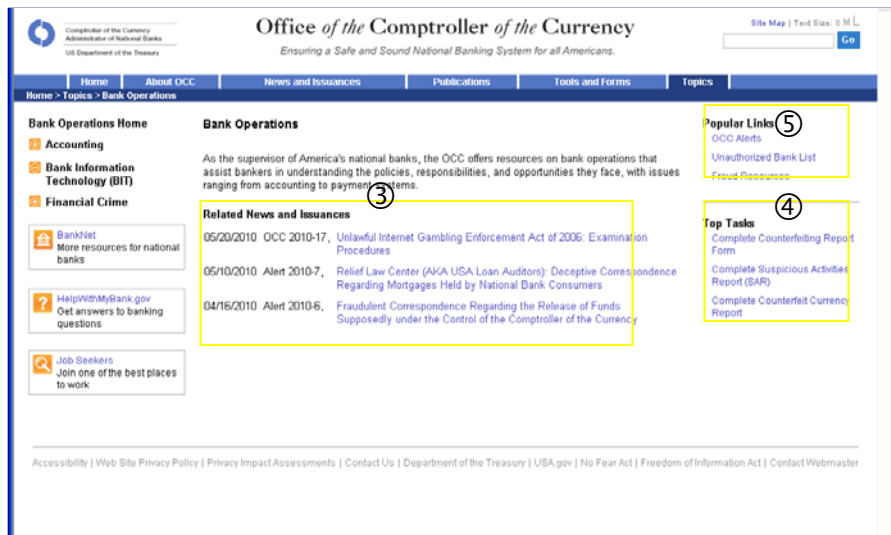 Comptroller of the Currency
Administrator of National Banks
US Department of the Treasury
Office of the Comptroller of the Currency
Ensuring a Safe and Sound National Banking System for all Americans.
Site Map | Text Size: S M L
Go
Home About OCC News and Issuances Publications Tools and Forms Topics
Home > Topics > Bank Operations
Bank Operations Home
Accounting
Bank Information
Technology (BIT)
Financial Crime
BankNet
More resources for national
banks
HelpWithMyBank.gov
Get answers to banking
questions
Job Seekers
Join one of the best places
to work
Bank Operations
As the supervisor of America's national banks, the OCC offers resources on bank operations that
assist bankers in understanding the policies, responsibilities, and opportunities they face, with issues
ranging from accounting to payment systems.
③
Related News and Issuances
05/20/2010 OCC 2010-17, Unlawful Internet Gambling Enforcement Act of 2006: Examination
Procedures
05/10/2010 Alert 2010-7, Relief Law Center (AKA USA Loan Auditors): Deceptive Correspondence
Regarding Mortgages Held by National Bank Consumers
04/16/2010 Alert 2010-6, Fraudulent Correspondence Regarding the Release of Funds
Supposedly under the Control of the Comptroller of the Currency
Popular Links
⑤
OCC Alerts
Unauthorized Bank List
Fraud Resources
④
Top Tasks
Complete Counterfeiting Report
Form
Complete Suspicious Activities
Report (SAR)
Complete Counterfeit Currency
Report
Accessibility | Web Site Privacy Policy | Privacy Impact Assessments | Contact Us | Department of the Treasury | USA.gov | No Fear Act | Freedom of Information Act | Contact Webmaster